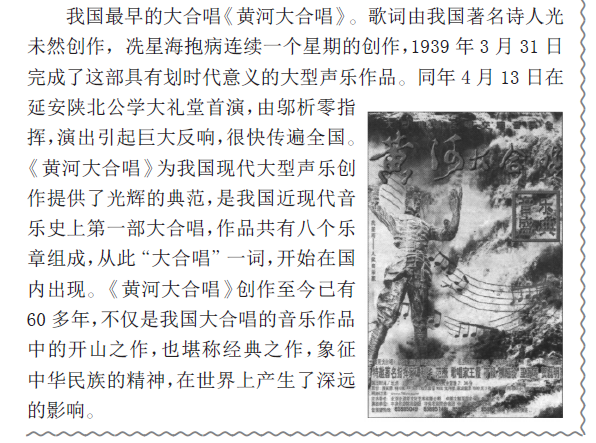 我国最早的大合唱《黄河大合唱》。歌词由我国著名诗人光
未然创作，冼星海抱病连续一个星期的创作，1939 年 3 月 31 日
完成了这部具有划时代意义的大型声乐作品。同年 4 月 13 日在
延安陕北公学大礼堂首演，由邬析零指
挥，演出引起巨大反响，很快传遍全国。
《黄河大合唱》为我国现代大型声乐创
作提供了光辉的典范，是我国近现代音
乐史上第一部大合唱，作品共有八个乐
章组成，从此“大合唱”一词，开始在国
内出现。《黄河大合唱》创作至今已有
60 多年，不仅是我国大合唱的音乐作品
中的开山之作，也堪称经典之作，象征
中华民族的精神，在世界上产生了深远
的影响。
黄河大合唱